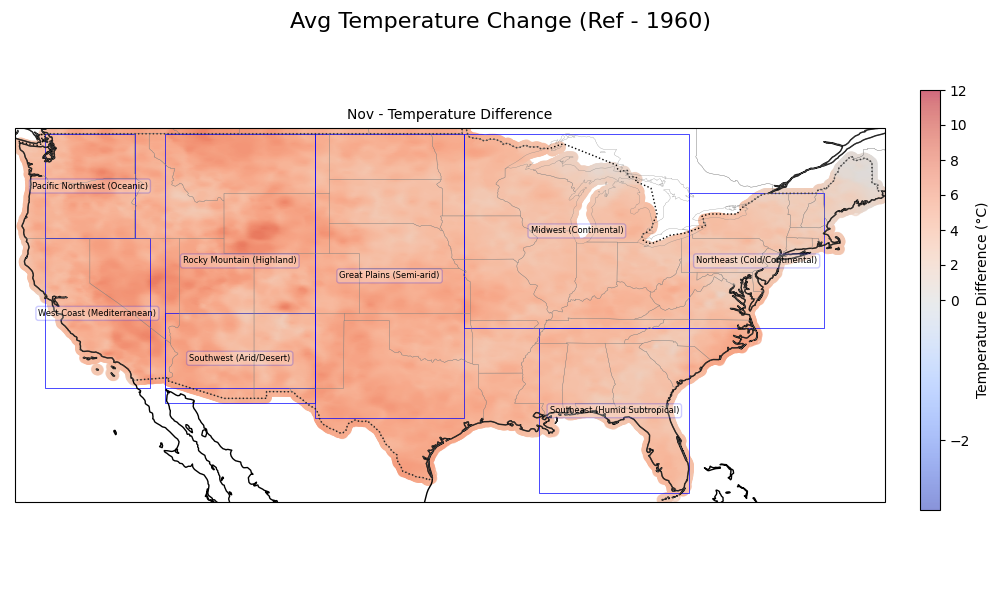 Avg Temperature Change (Ref - 1960)
Nov - Temperature Difference
Pacific Northwest (Oceanic)
Midwest (Continental)
Rocky Mountain (Highland)
Northeast (Cold/Continental)
Great Plains (Semi-arid)
West Coast (Mediterranean)
Southwest (Arid/Desert)
Southeast (Humid Subtropical)
12
10
8
6
4
2
0
−2
Temperature Difference (°C)